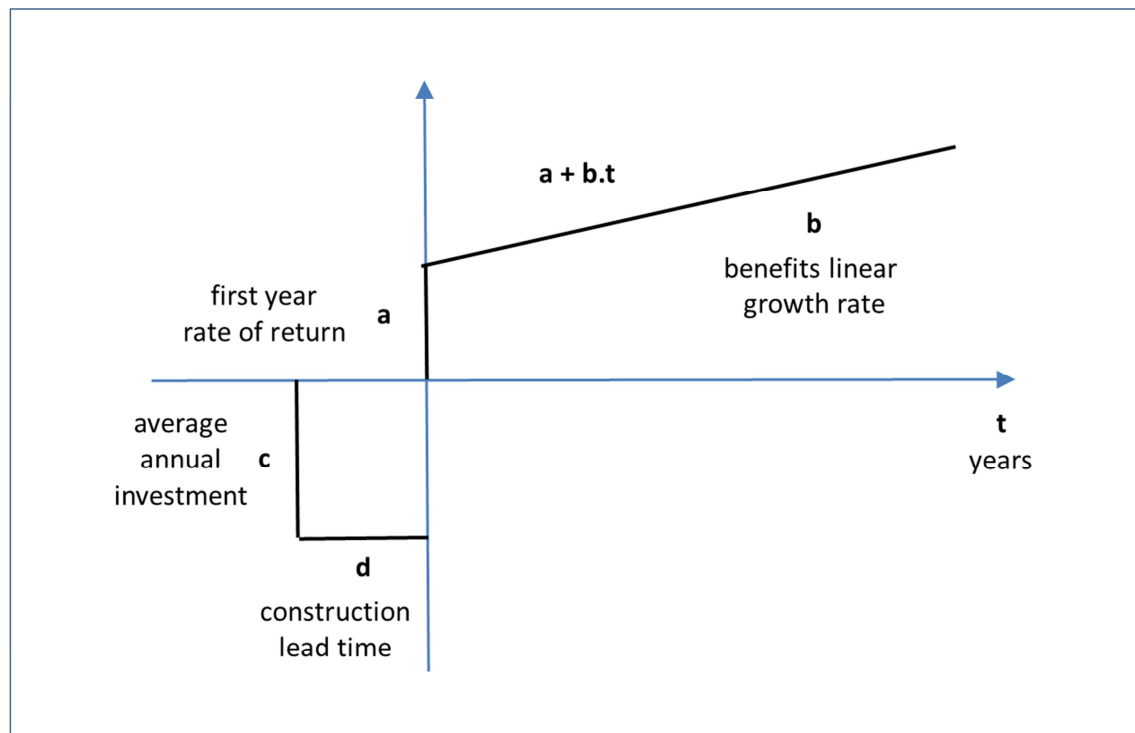 a + b.t
b
benefits linear
growth rate
first year
rate of return
a
average
annual
investment
c
t
years
d
construction
lead time